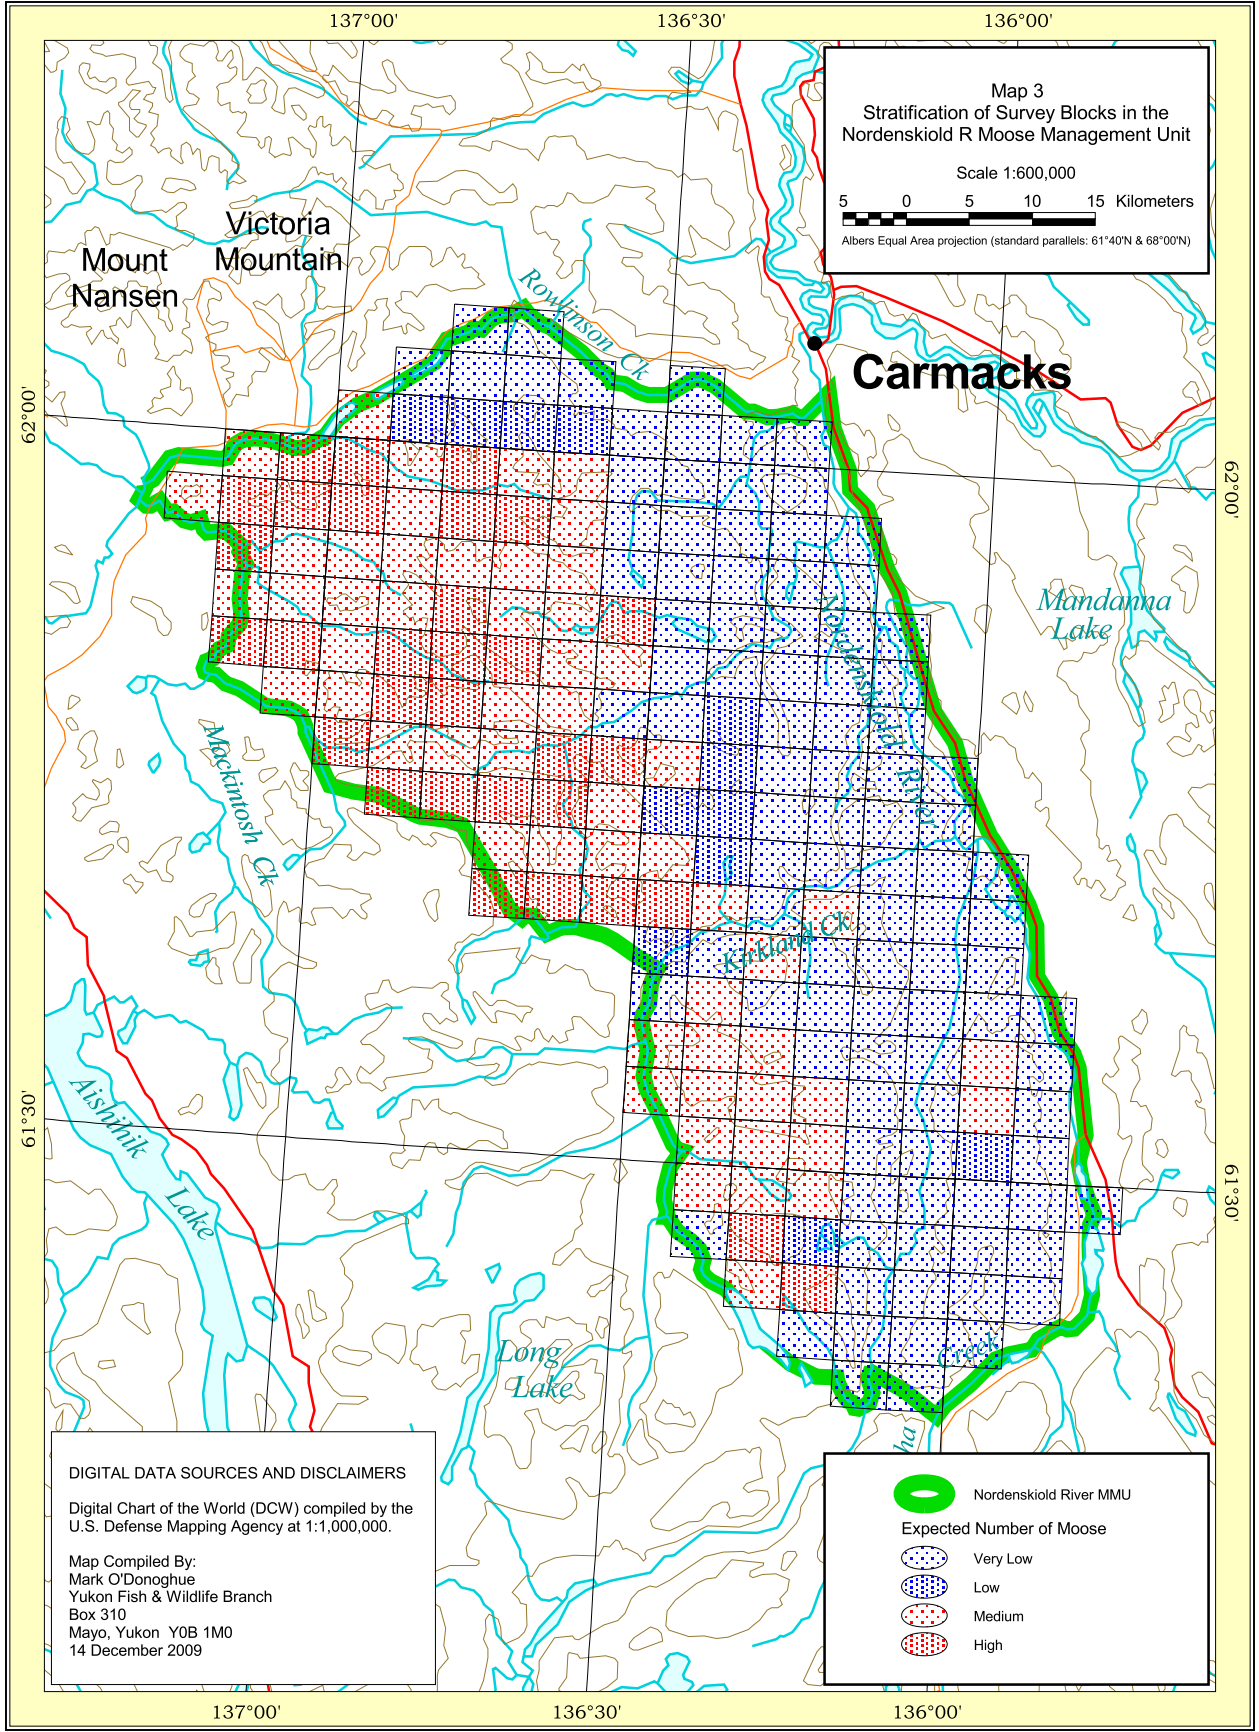 137°00'
136°30'
136°00'
Map 3
Stratification of Survey Blocks in the
Nordenskiold R Moose Management Unit
Scale 1:600,000
5 0 5 10 15 Kilometers
Albers Equal Area projection (standard parallels: 61°40'N & 68°00'N)
Victoria
Mountain
Mount
Nansen
Rowlinson Ck
Carmacks
62°00'
62°00'
Mandanna
Lake
Nordenskiold River
Mackintosh Ck
Kirkland Ck
Aishihik Lake
61°30'
61°30'
Long
Lake
Creek
ha
DIGITAL DATA SOURCES AND DISCLAIMERS
Digital Chart of the World (DCW) compiled by the
U.S. Defense Mapping Agency at 1:1,000,000.
Map Compiled By:
Mark O'Donoghue
Yukon Fish & Wildlife Branch
Box 310
Mayo, Yukon Y0B 1M0
14 December 2009
Nordenskiold River MMU
Expected Number of Moose
Very Low
Low
Medium
High
137°00'
136°30'
136°00'